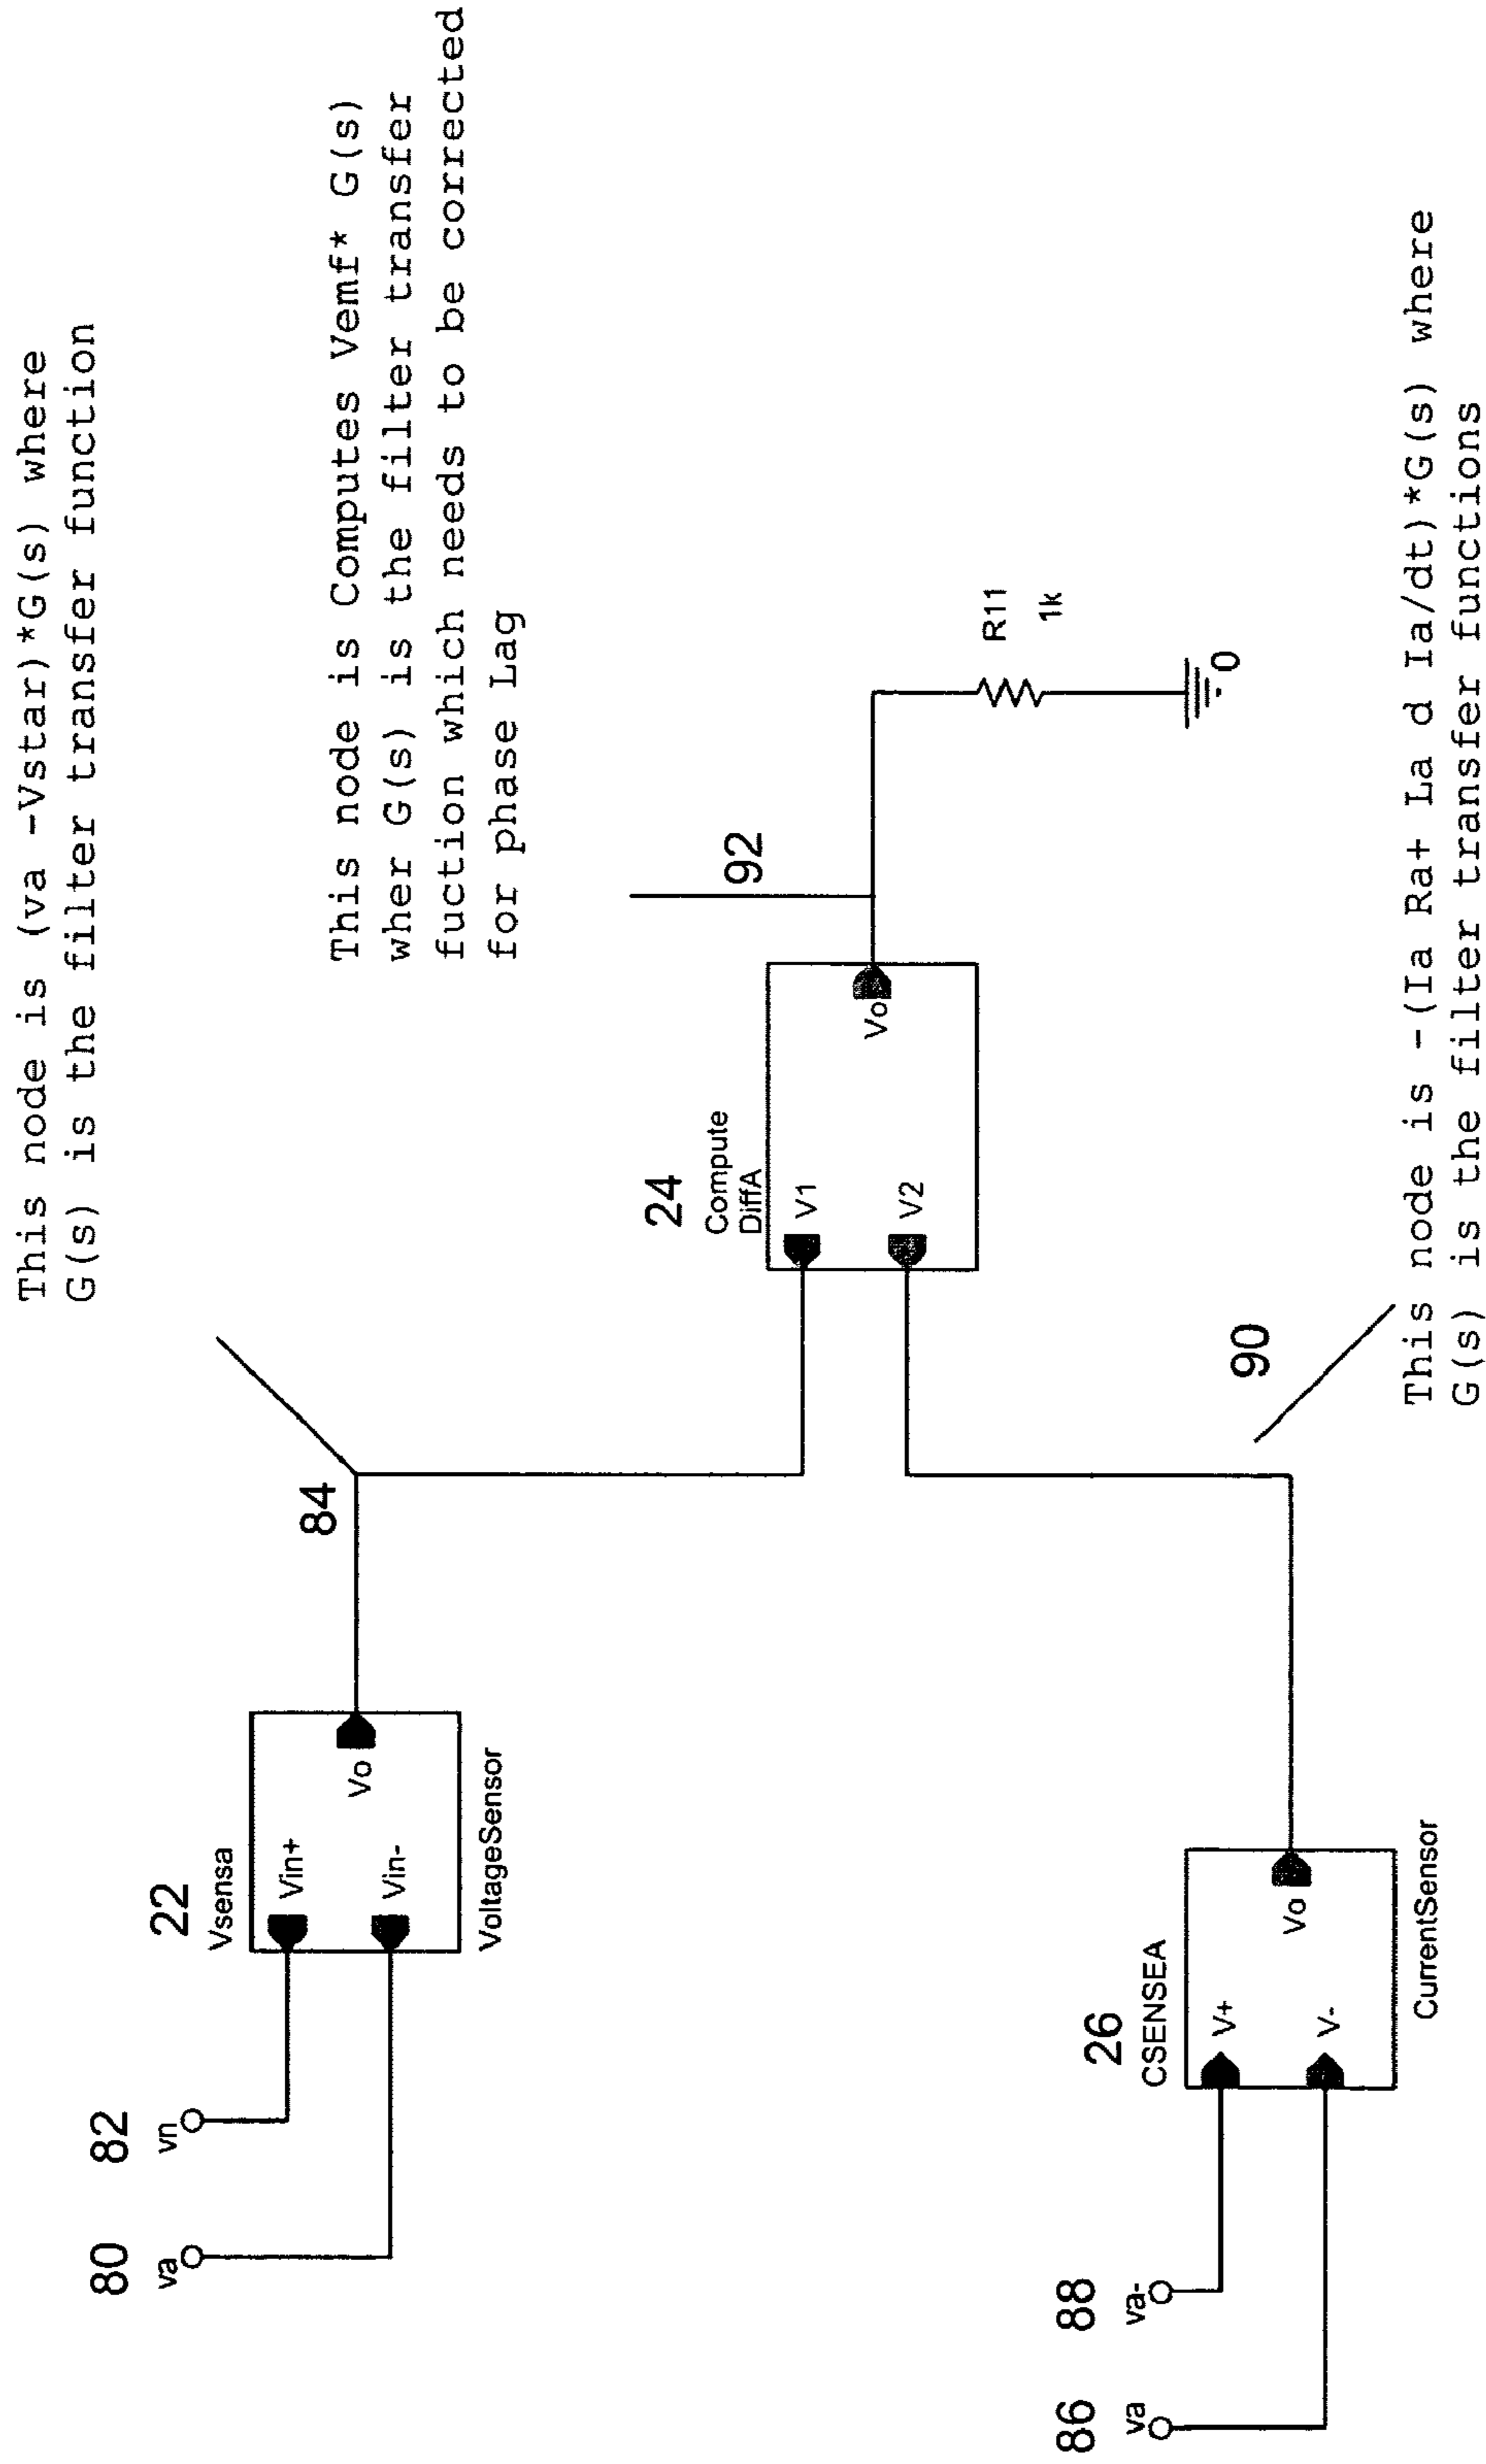 This node is (va -Vstar)*G(s) where
G(s) is the filter transfer function
This node is Computes Vemf* G(s)
wher G(s) is the filter transfer
fuction which needs to be corrected
for phase Lag
80
va
82
vn
22
Vsensa
Vin+
Vin-
Vo
VoltageSensor
84
24
Compute
DiffA
V1
V2
Vo
92
R11
1k
0
86
va
88
va-
26
CSENSEA
V+
V-
Vo
CurrentSensor
90
This node is -(Ia Ra+ La d Ia/dt)*G(s) where
G(s) is the filter transfer functions